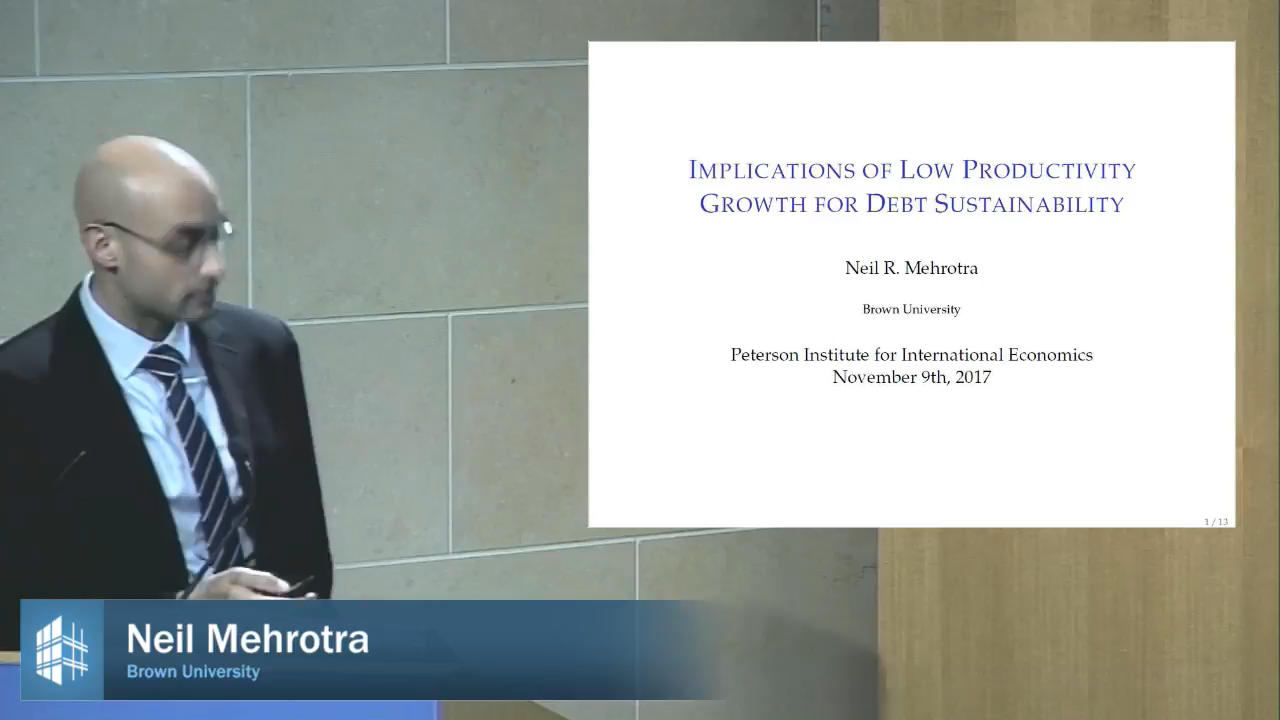 IMPLICATIONS OF LOW PRODUCTIVITY
GROWTH FOR DEBT SUSTAINABILITY
Neil R. Mehrotra
Brown University
Peterson Institute for International Economics
November 9th, 2017
1 / 13
Neil Mehrotra
Brown University